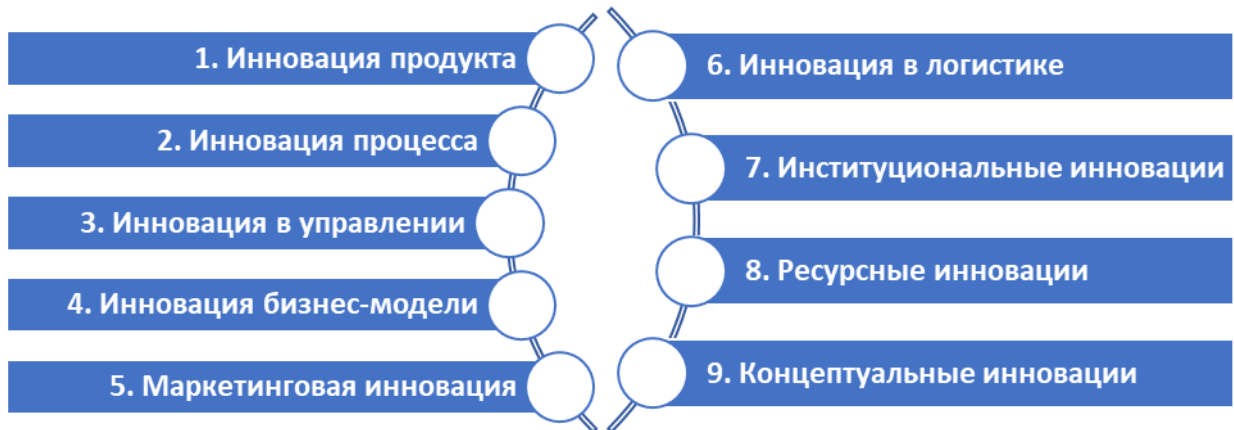 1. Инновация продукта
2. Инновация процесса
3. Инновация в управлении
4. Инновация бизнес-модели
5. Маркетинговая инновация
6. Инновация в логистике
7. Институциональные инновации
8. Ресурсные инновации
9. Концептуальные инновации